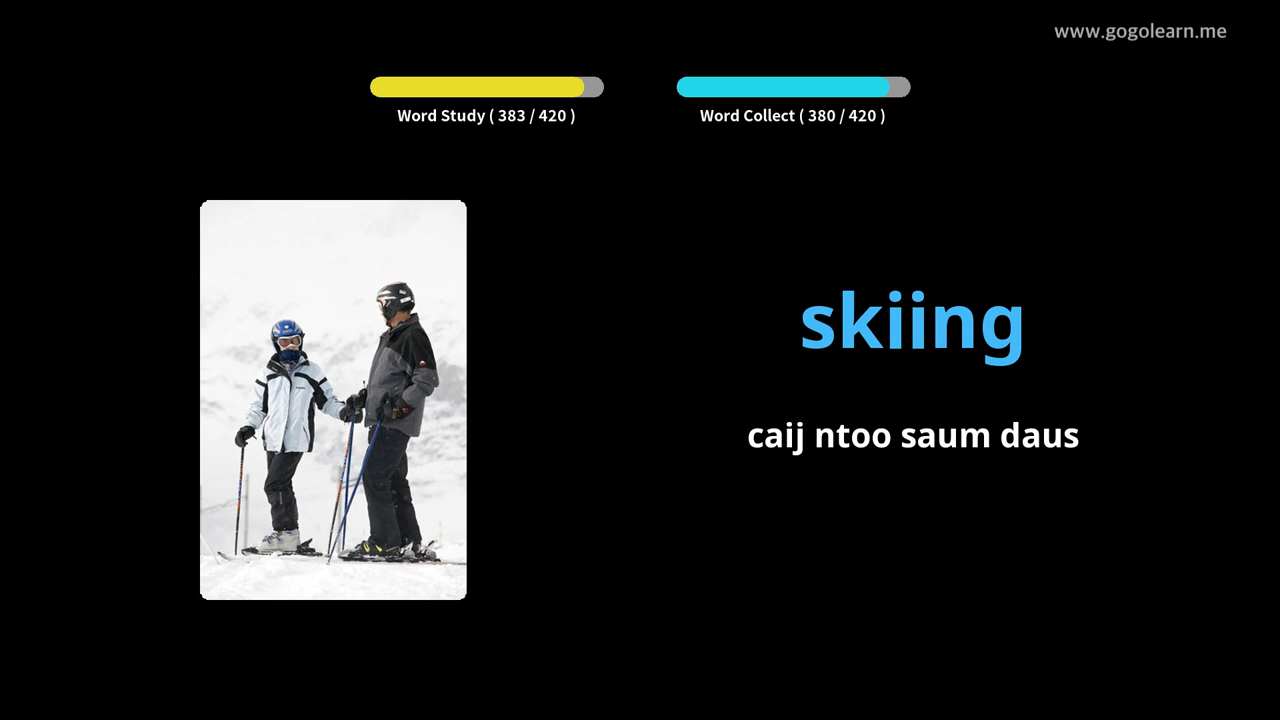 www.gogolearn.me
Word Study ( 383 / 420 )
Word Collect ( 380 / 420 )
skiing
caij ntoo saum daus